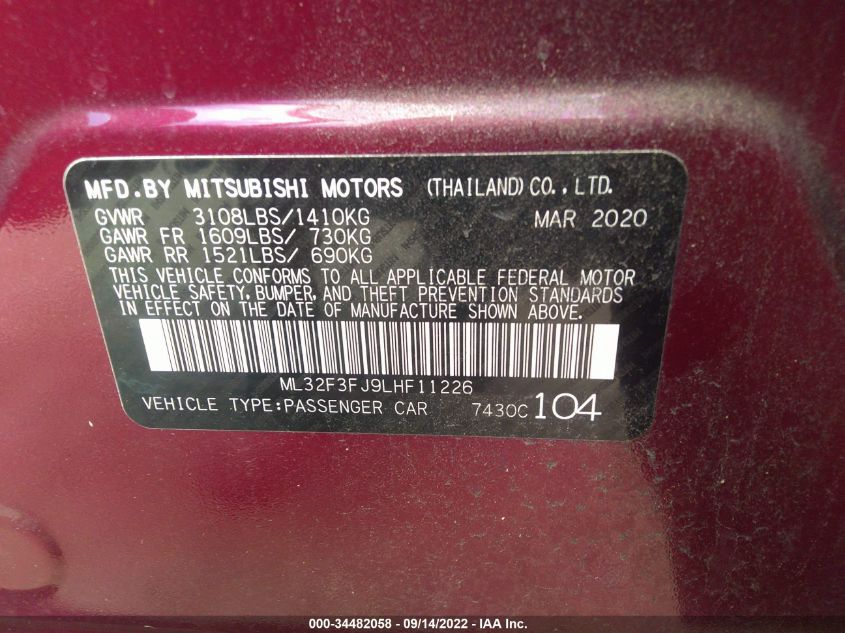 MFD.BY MITSUBISHI MOTORS (THAILAND) CO.,LTD.
GVWR 3108LBS/1410KG MAR 2020
GAWR FR 1609LBS/ 730KG
GAWR RR 1521LBS/ 690KG
THIS VEHICLE CONFORMS TO ALL APPLICABLE FEDERAL MOTOR
VEHICLE SAFETY, BUMPER, AND THEFT PREVENTION STANDARDS
IN EFFECT ON THE DATE OF MANUFACTURE SHOWN ABOVE.
ML32F3FJ9LHF11226
VEHICLE TYPE:PASSENGER CAR 7430C 104
000-34482058 - 09/14/2022 - IAA Inc.